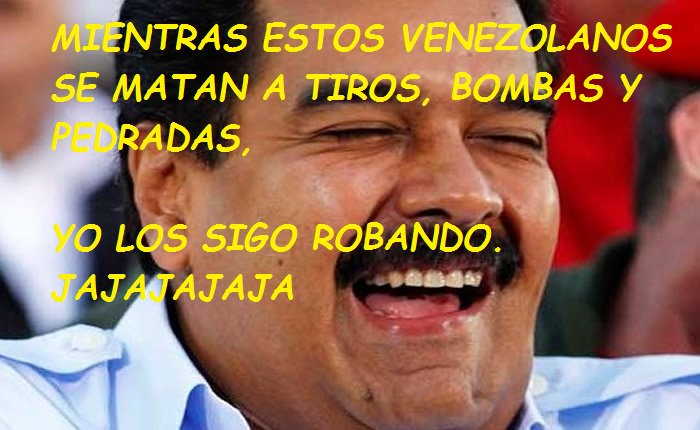 MIENTRAS ESTOS VENEZOLANOS
SE MATAN A TIROS, BOMBAS Y
PEDRADAS,
YO LOS SIGO ROBANDO.
JAJAJAJAJA